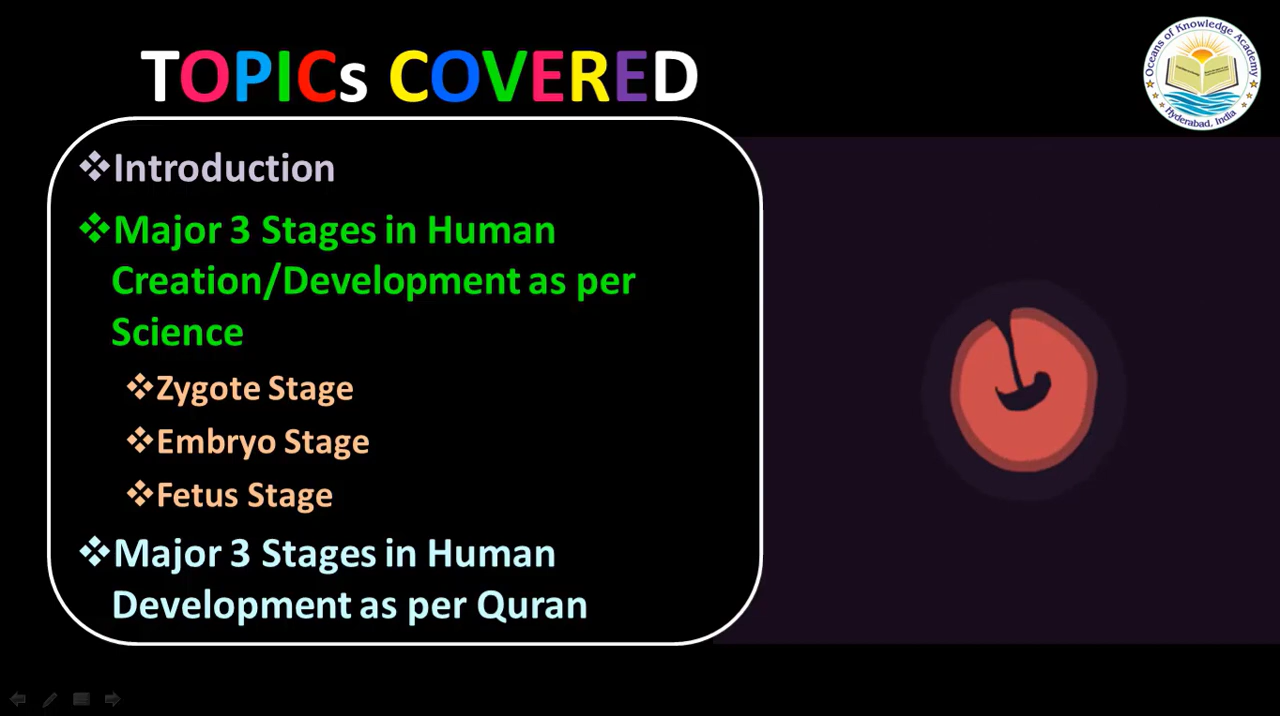 TOPICs COVERED
Oceans of Knowledge Academy
Hyderabad, India
❖Introduction
❖Major 3 Stages in Human
Creation/Development as per
Science
❖Zygote Stage
❖Embryo Stage
❖Fetus Stage
❖Major 3 Stages in Human
Development as per Quran